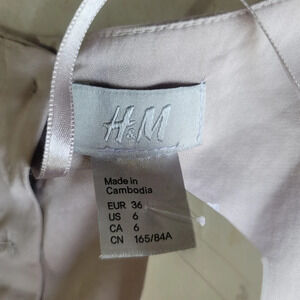 H&M
Made in
Cambodia
EUR 36
US 6
CA 6
CN 165/84A